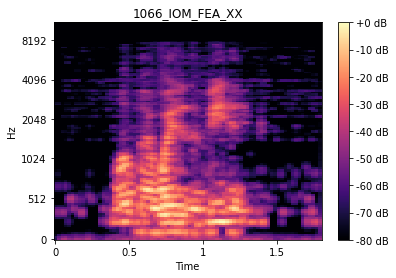 1066_IOM_FEA_XX
8192
4096
2048
1024
512
0
Hz
0
0.5
1
1.5
Time
+0 dB
-10 dB
-20 dB
-30 dB
-40 dB
-50 dB
-60 dB
-70 dB
-80 dB